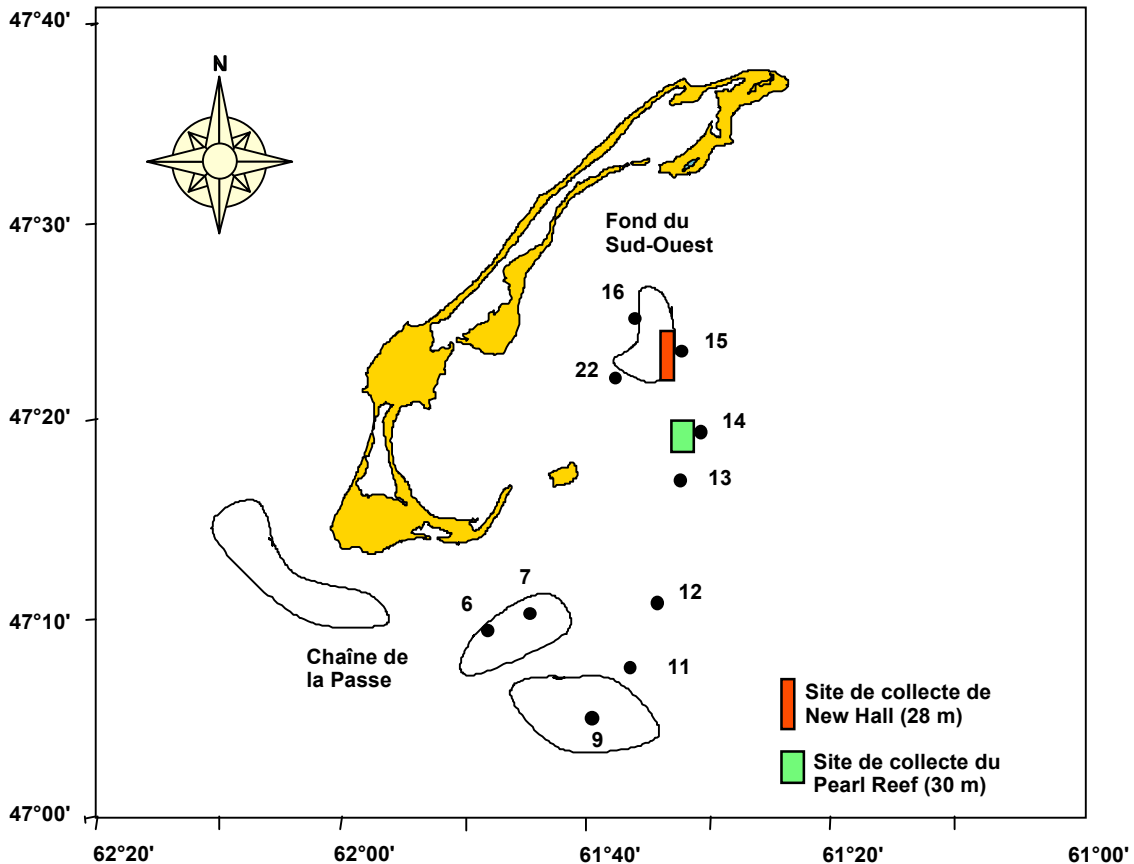 47°40'
N
47°30'
Fond du
Sud-Ouest
16
15
22
47°20'
14
13
7
12
6
47°10'
Chaîne de
la Passe
11
9
Site de collecte de
New Hall (28 m)
Site de collecte du
Pearl Reef (30 m)
47°00'
62°20'
62°00'
61°40'
61°20'
61°00'